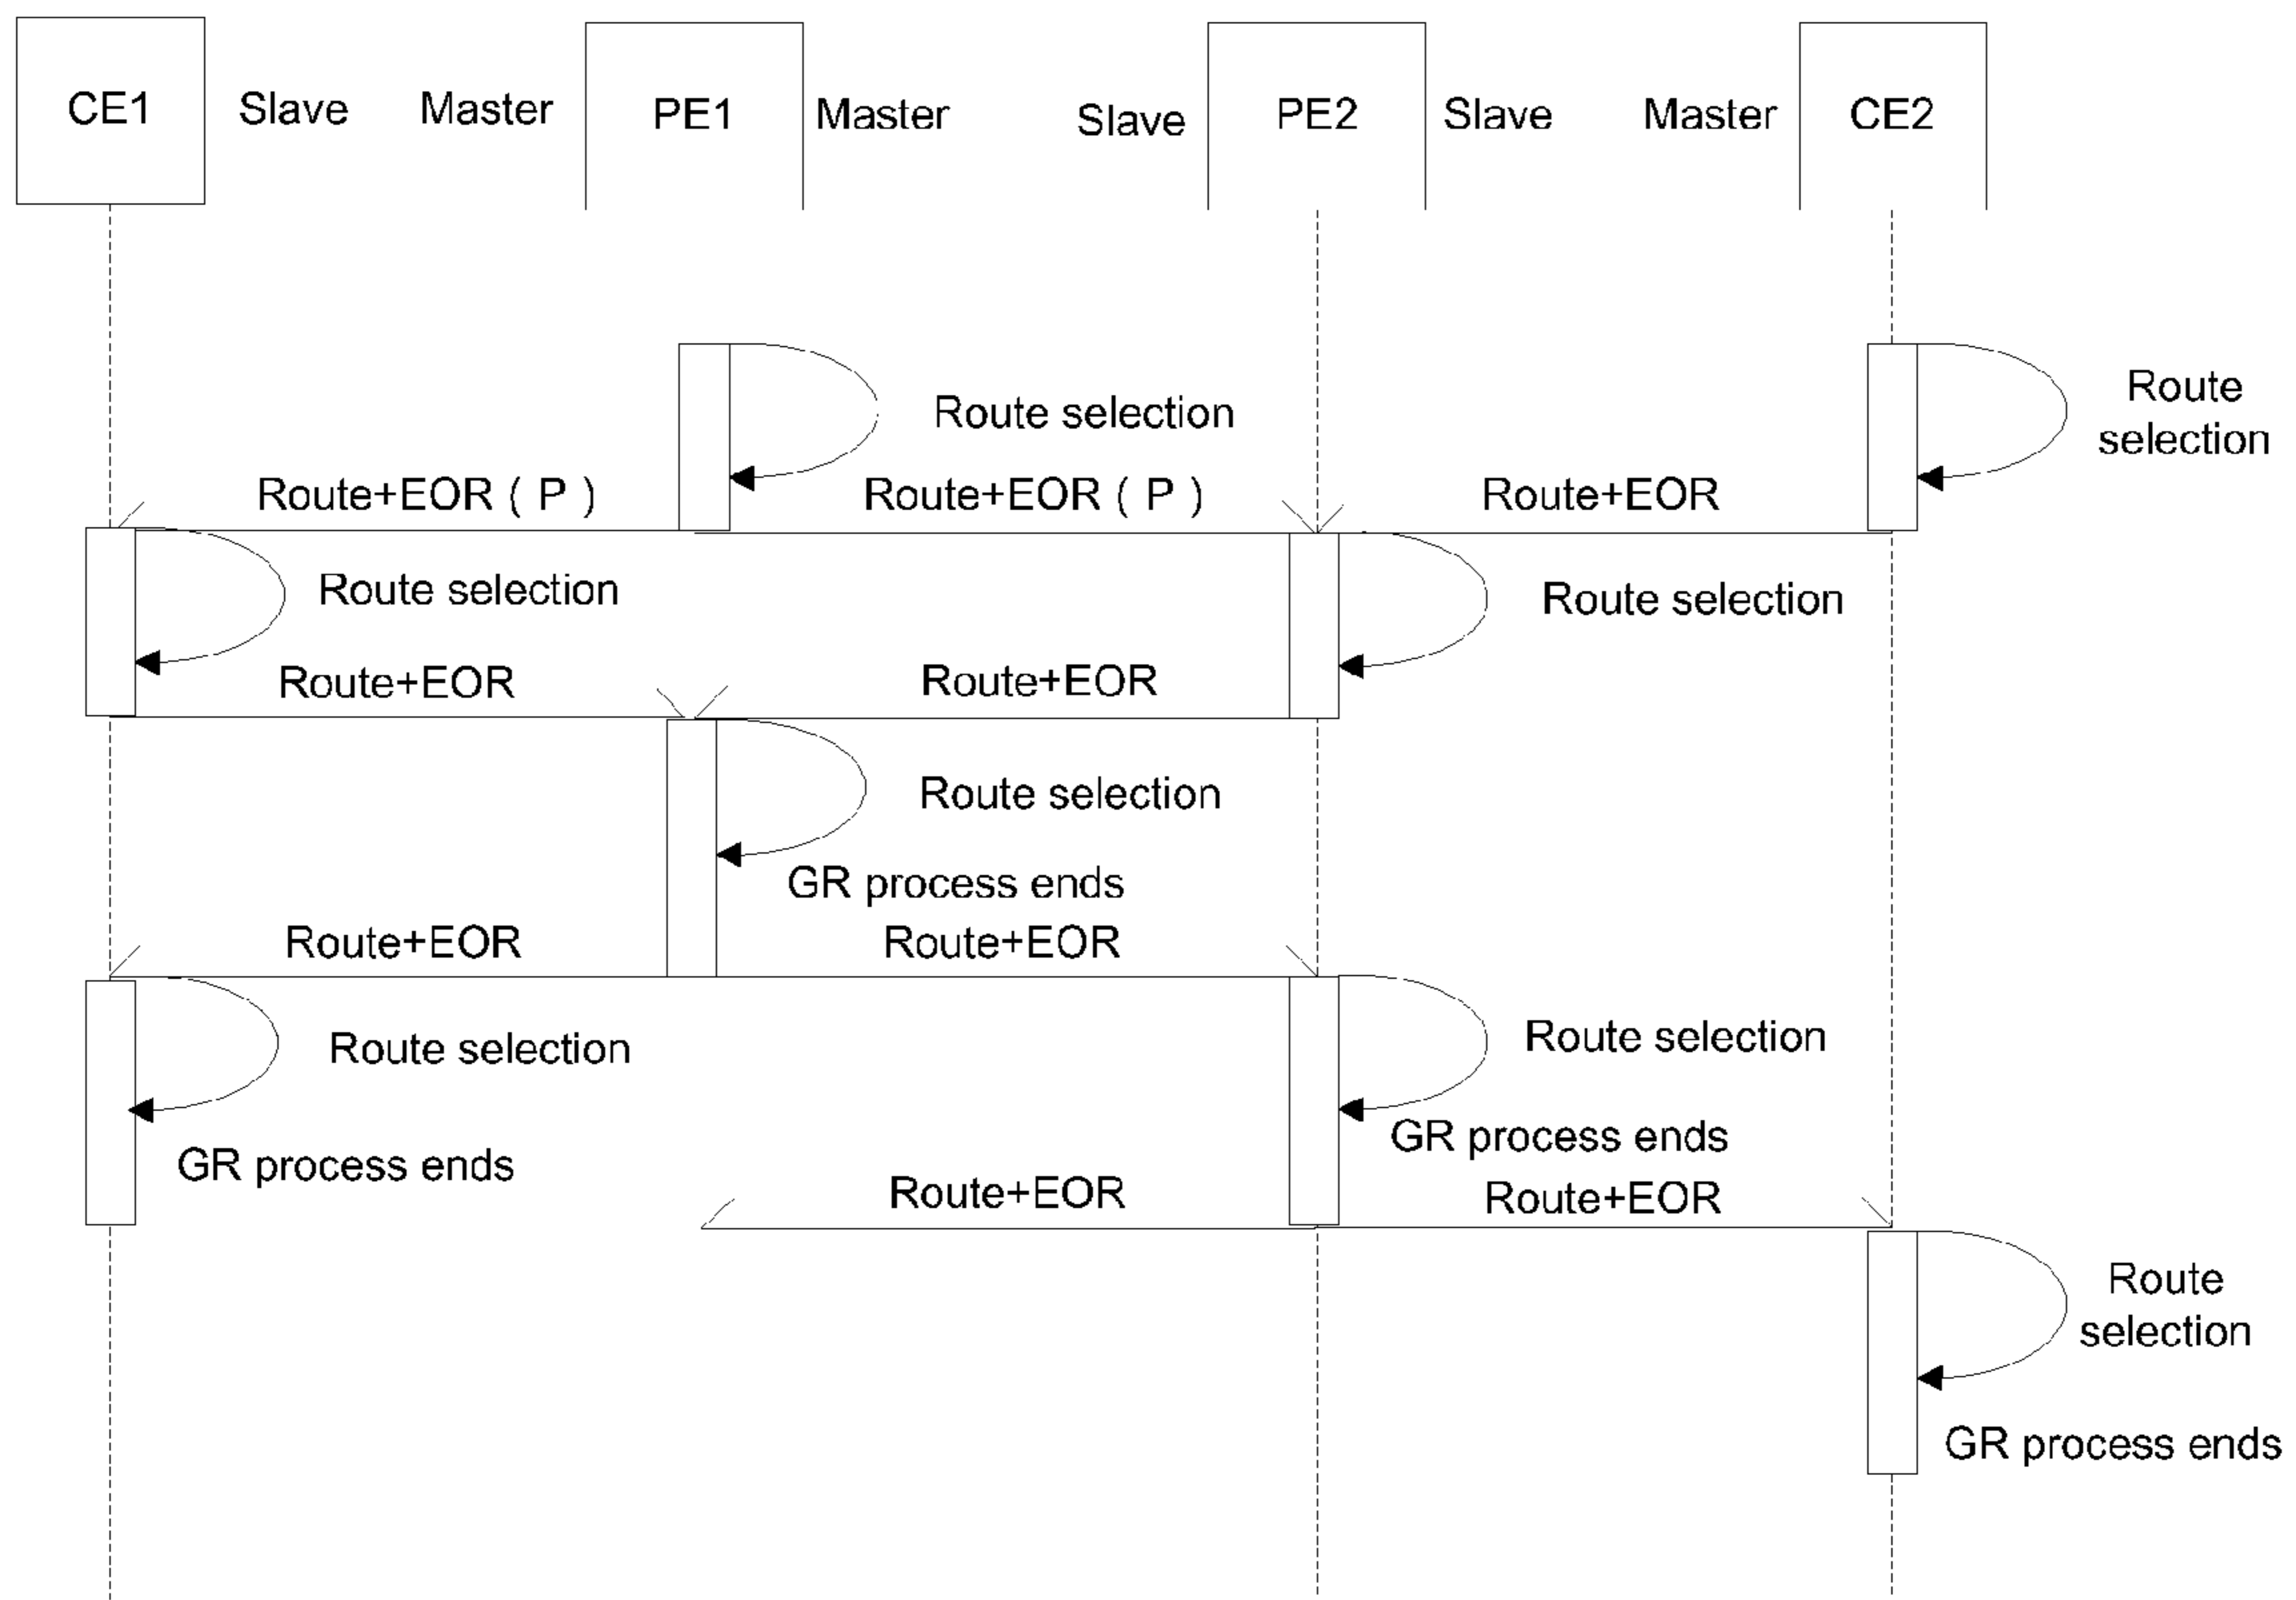 CE1
Slave
Master
PE1
Master
Slave
PE2
Slave
Master
CE2
Route selection
Route
selection
Route+EOR ( P )
Route+EOR ( P )
Route+EOR
Route selection
Route selection
Route+EOR
Route+EOR
Route selection
GR process ends
Route+EOR
Route+EOR
Route selection
Route selection
GR process ends
GR process ends
Route+EOR
Route+EOR
Route
selection
GR process ends